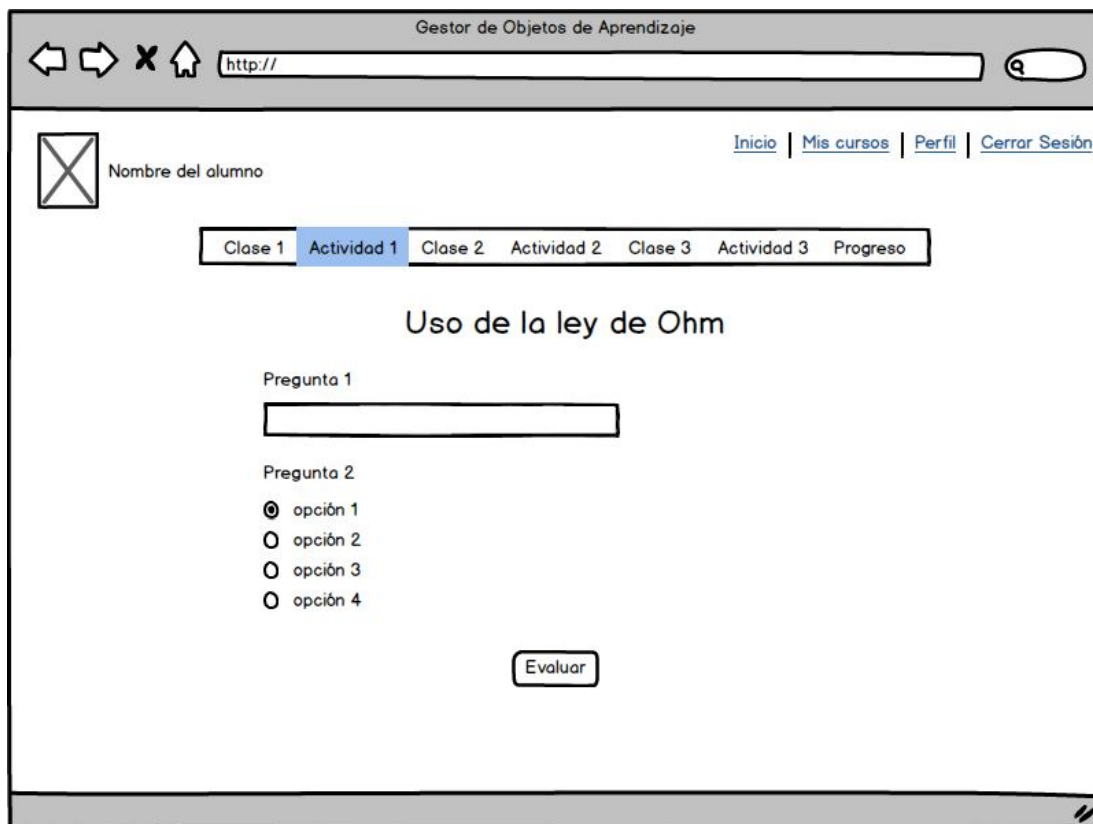 Gestor de Objetos de Aprendizaje
http://
Inicio | Mis cursos | Perfil | Cerrar Sesión
Nombre del alumno
Clase 1 Actividad 1 Clase 2 Actividad 2 Clase 3 Actividad 3 Progreso
Uso de la ley de Ohm
Pregunta 1
Pregunta 2
opción 1
opción 2
opción 3
opción 4
Evaluar